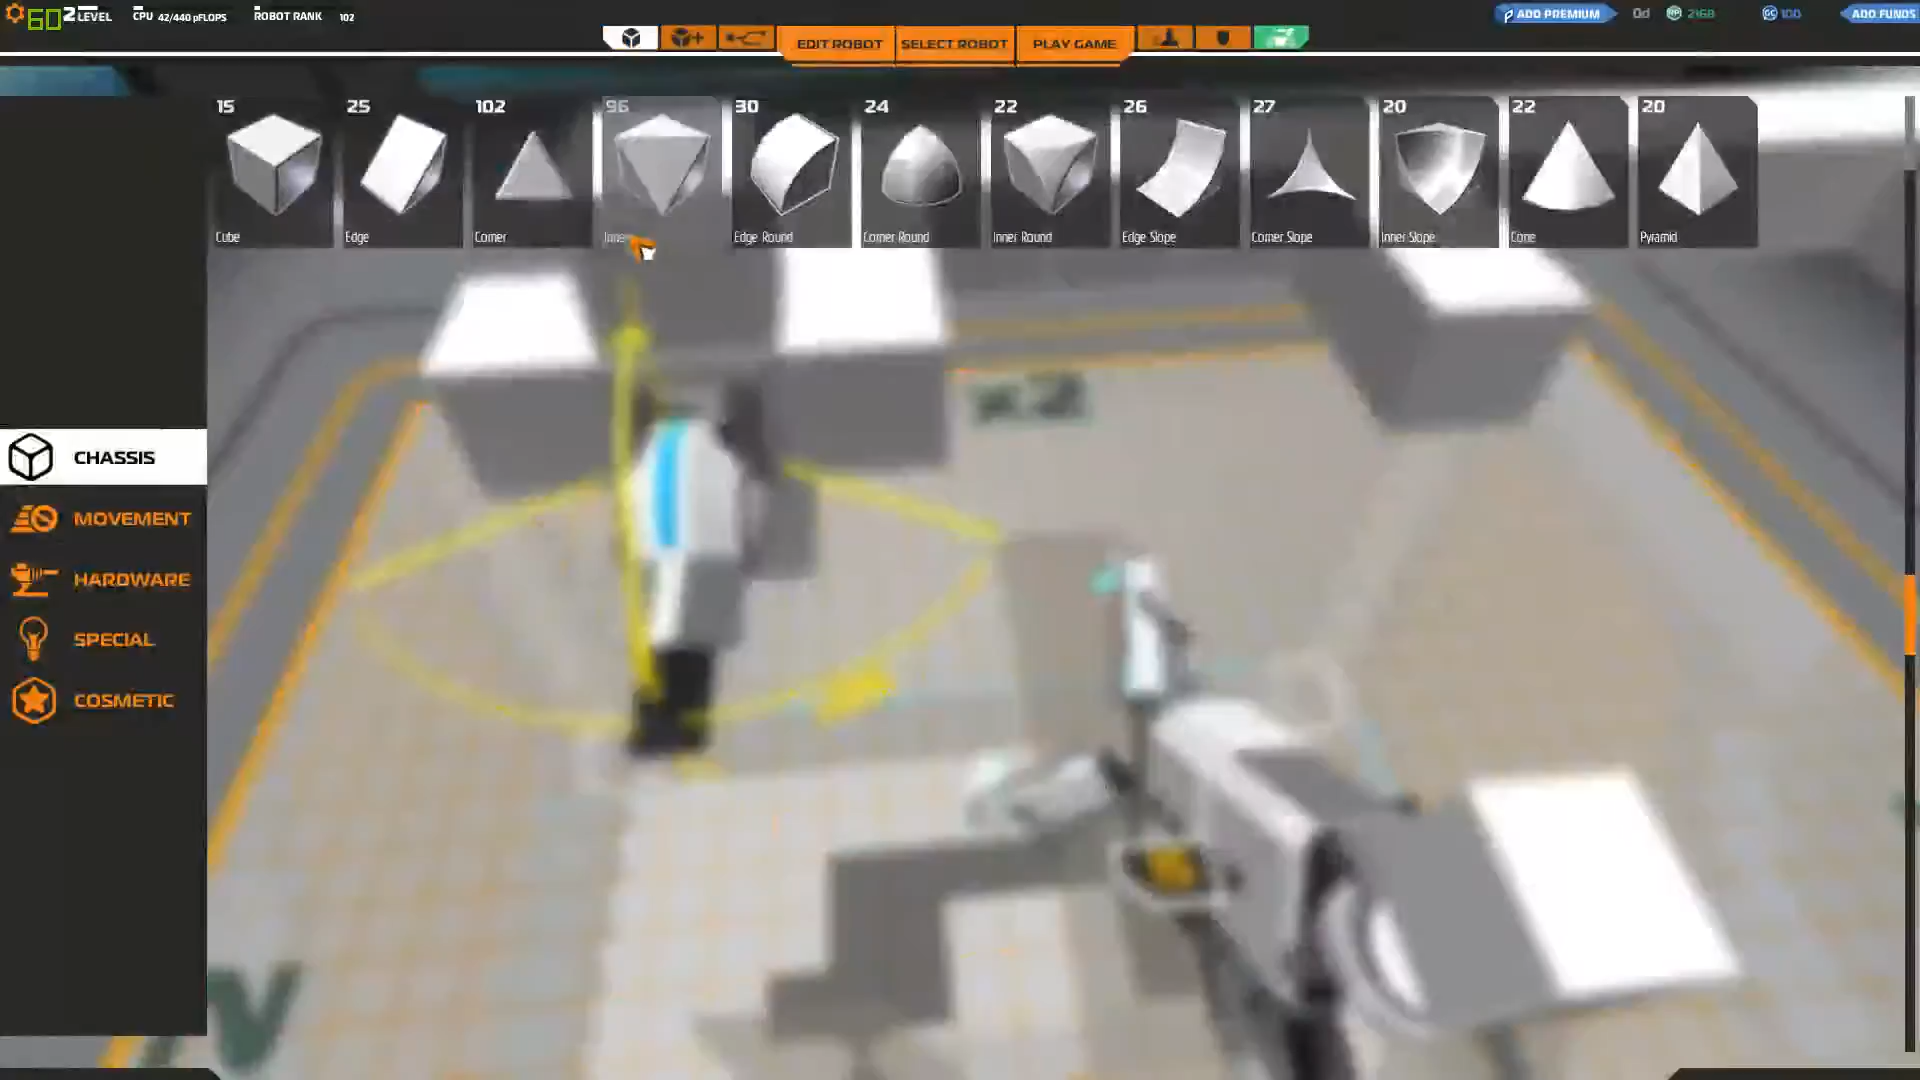 60
2 LEVEL
CPU 42/440 pFLOPS
ROBOT RANK 102
EDIT ROBOT
SELECT ROBOT
PLAY GAME
ADD PREMIUM
0d
2168
100
ADD FUNDS
15
25
102
96
30
24
22
26
27
20
22
20
Cube
Edge
Corner
Inner
Edge Round
Corner Round
Inner Round
Edge Slope
Corner Slope
Inner Slope
Cone
Pyramid
CHASSIS
MOVEMENT
HARDWARE
SPECIAL
COSMETIC